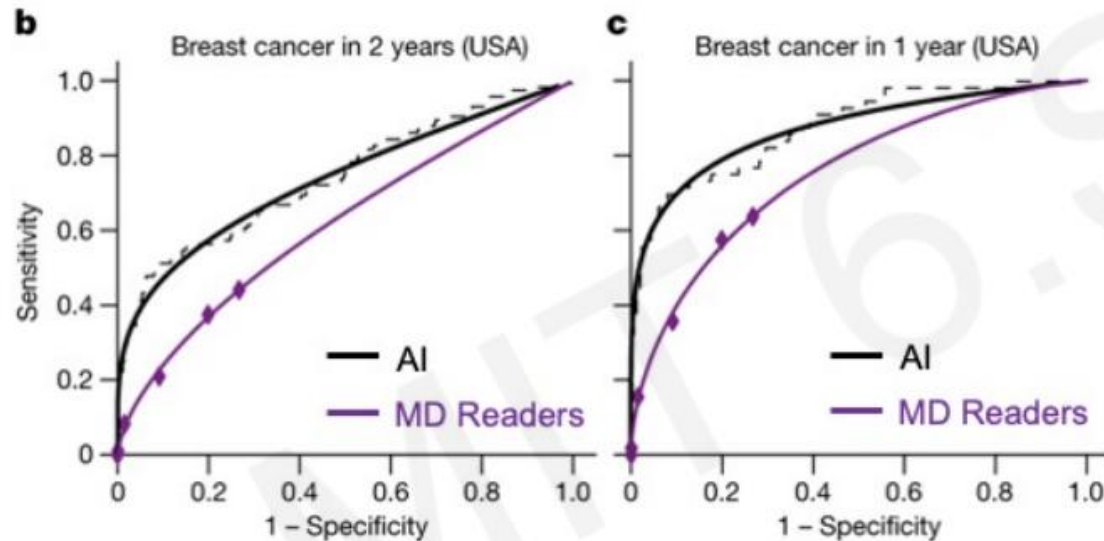 b
Breast cancer in 2 years (USA)
1.0
0.8
0.6
0.4
0.2
0
Sensitivity
0 0.2 0.4 0.6 0.8 1.0
1 – Specificity
AI
MD Readers
c
Breast cancer in 1 year (USA)
0 0.2 0.4 0.6 0.8 1.0
1 – Specificity
AI
MD Readers
MIT 6.S